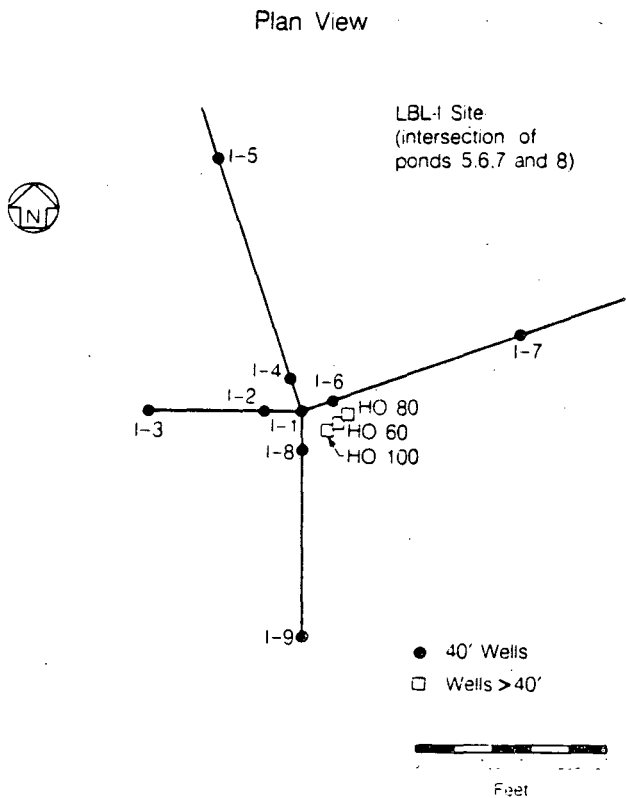 Plan View
LBL-I Site
(intersection of
ponds 5.6.7 and 8)
I-5
N
I-7
I-4
I-6
I-2
HO 80
I-3
I-1
HO 60
I-8
HO 100
I-9
40' Wells
Wells >40'
Feet